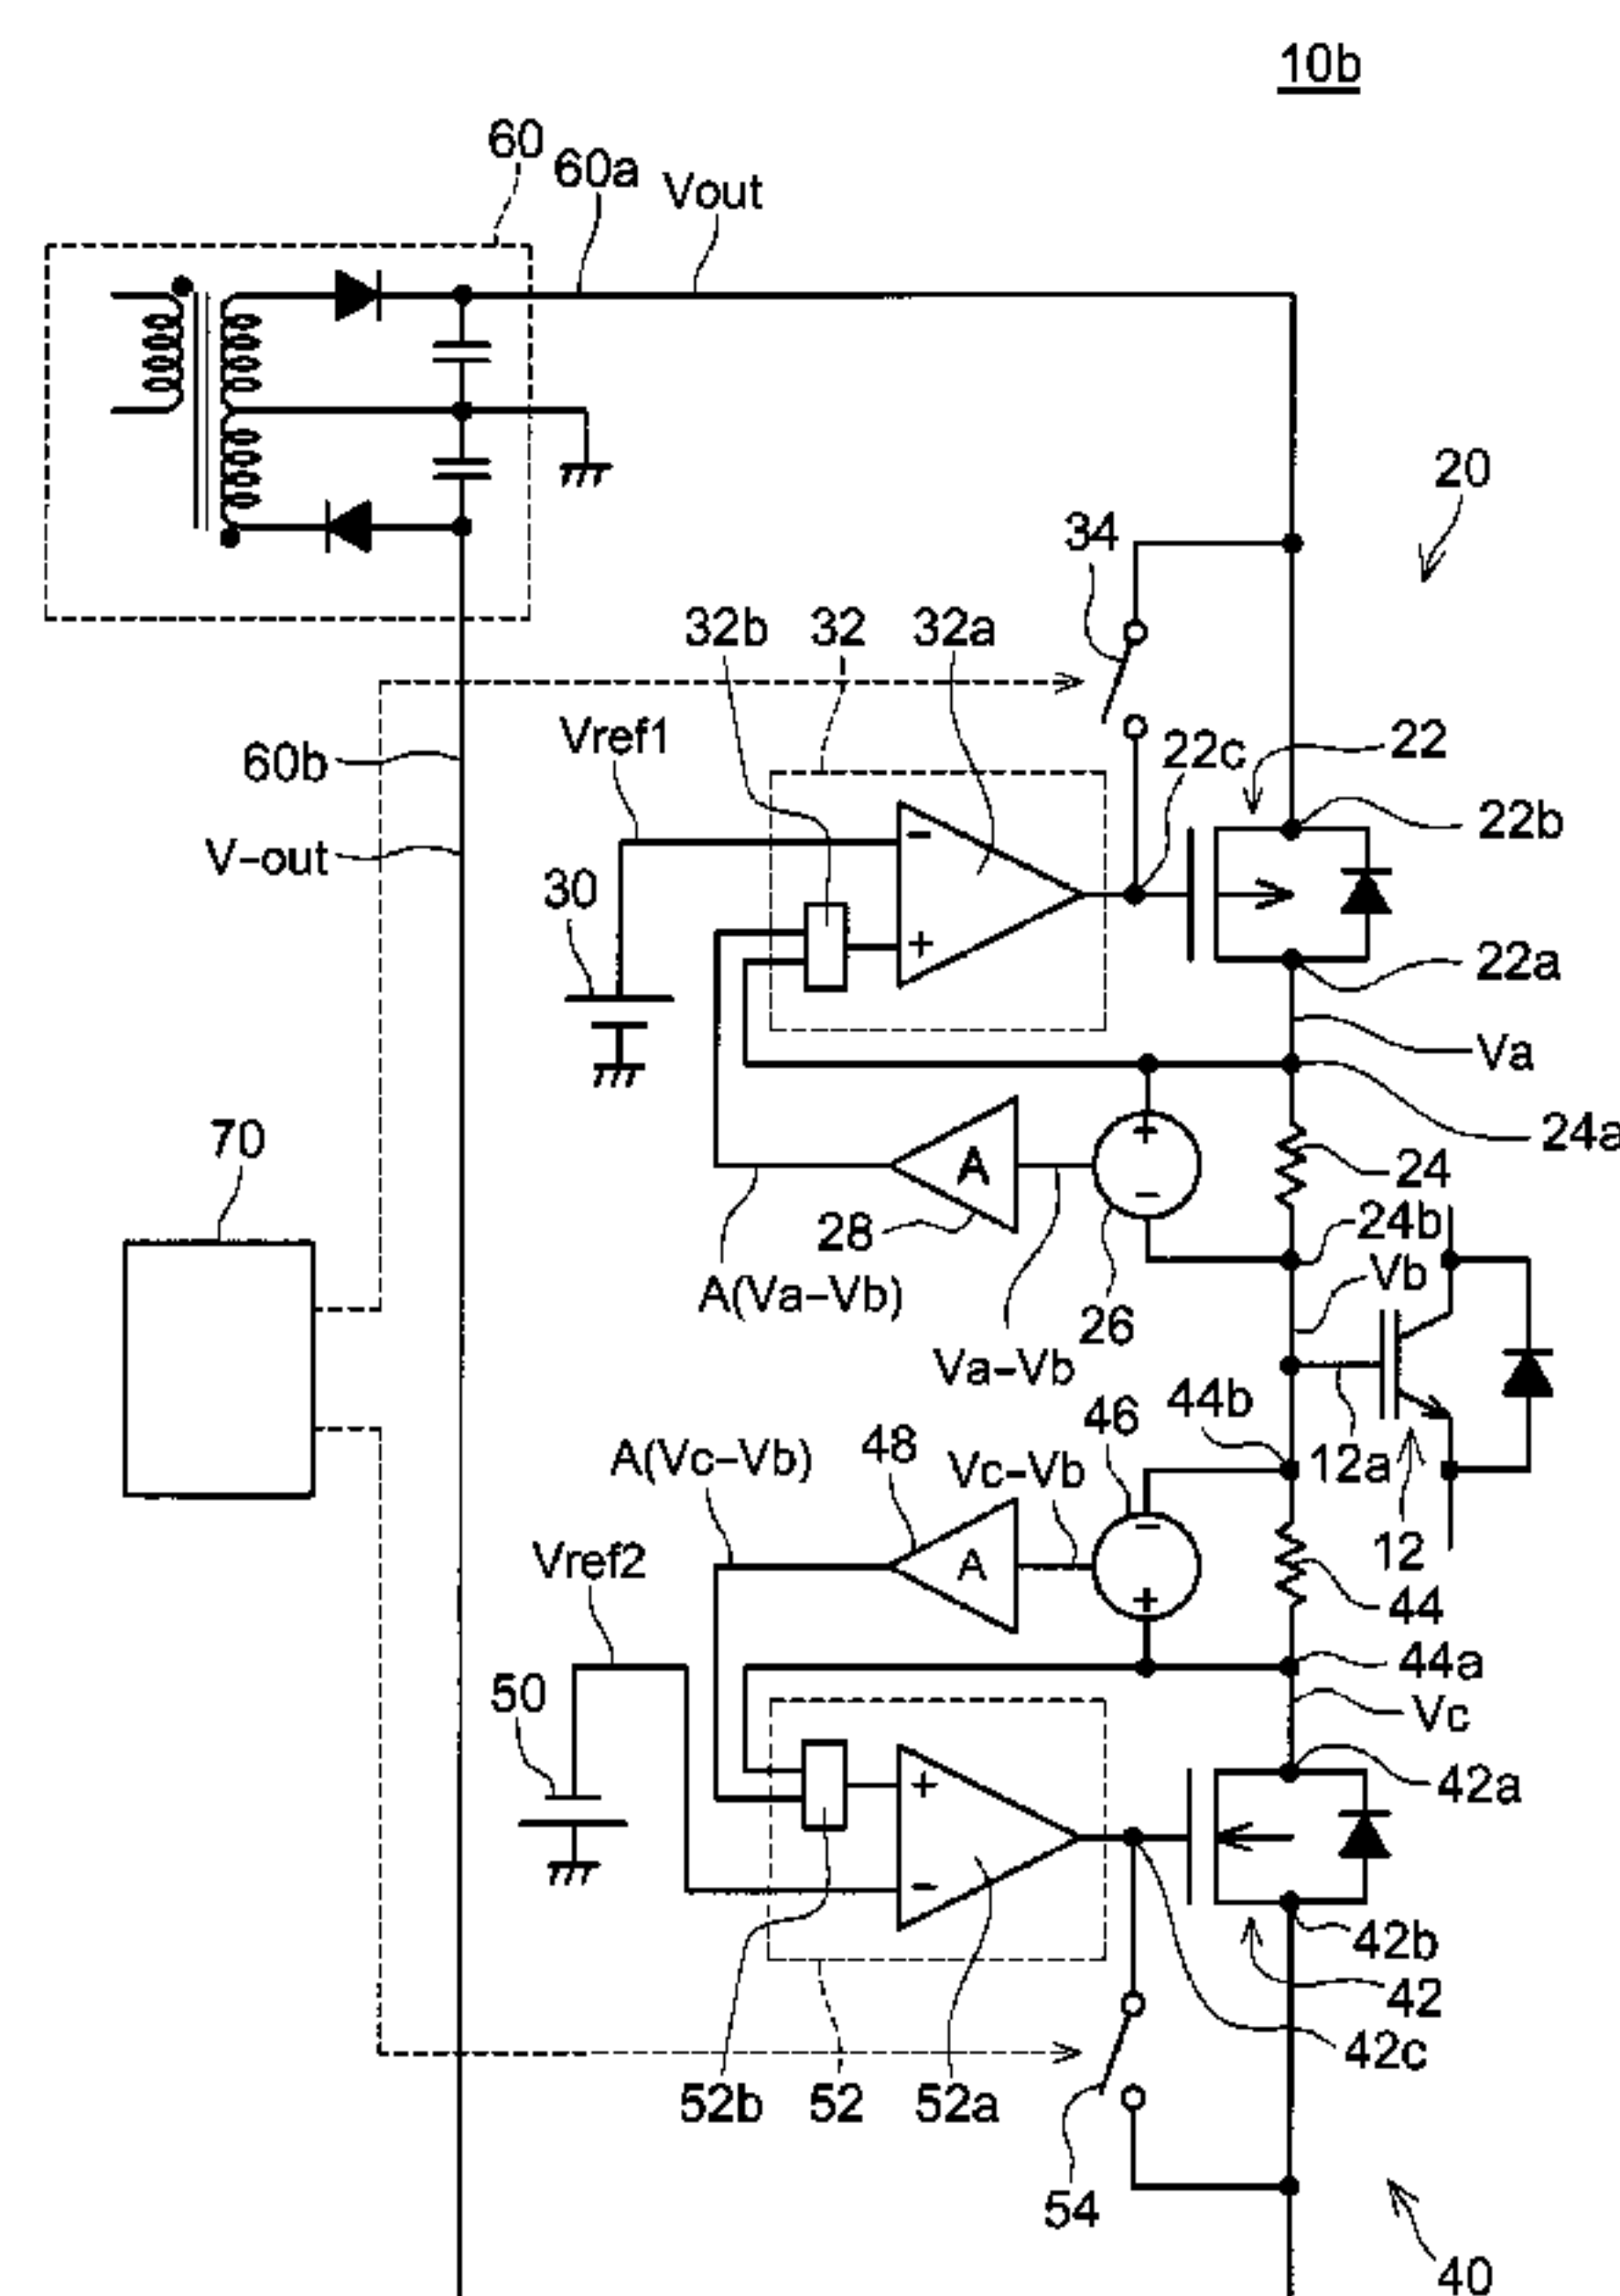 10b
60
60a
Vout
20
34
32b
32
32a
Vref1
22c
22
60b
22b
V-out
30
-
+
22a
Va
24a
70
+
A
-
24
28
24b
A(Va-Vb)
26
Vb
Va-Vb
44b
46
48
A(Vc-Vb)
Vc-Vb
12a
-
A
+
12
Vref2
44
44a
50
Vc
+
42a
-
42b
42
42c
52b
52
52a
54
40